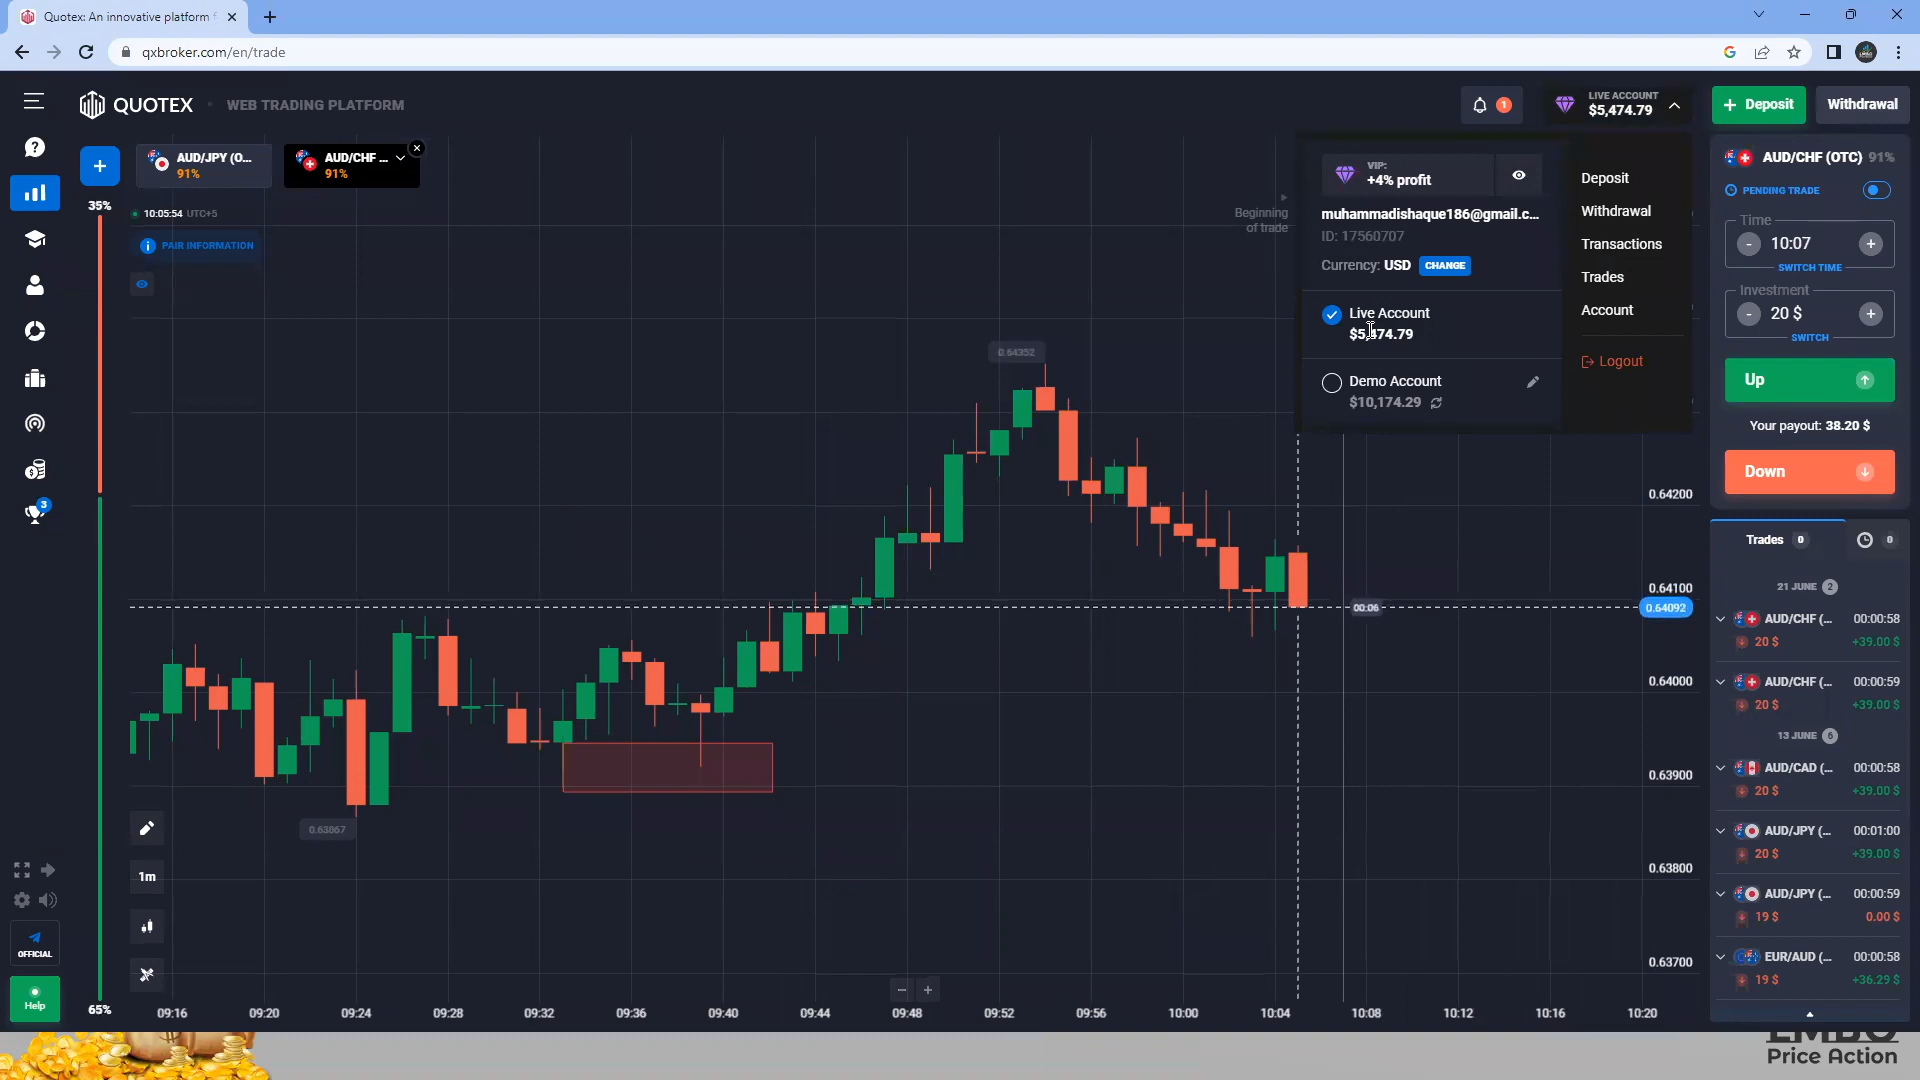 Quotex: An innovative platform f
qxbroker.com/en/trade
QUOTEX
WEB TRADING PLATFORM
1
LIVE ACCOUNT
$5,474.79
Deposit
Withdrawal
AUD/JPY (O...
91%
AUD/CHF ...
91%
35%
10:05:54 UTC+5
PAIR INFORMATION
Beginning
of trade
VIP:
+4% profit
muhammadishaque186@gmail.c...
ID: 17560707
Currency: USD CHANGE
Live Account
$5,474.79
Demo Account
$10,174.29
Deposit
Withdrawal
Transactions
Trades
Account
Logout
AUD/CHF (OTC) 91%
PENDING TRADE
Time
- 10:07 +
SWITCH TIME
Investment
- 20 $ +
SWITCH
Up
Your payout: 38.20 $
Down
Trades 0
0
21 JUNE 2
AUD/CHF (... 00:00:58
20 $ +39.00 $
AUD/CHF (... 00:00:59
20 $ +39.00 $
13 JUNE 6
AUD/CAD (... 00:00:58
20 $ +39.00 $
AUD/JPY (... 00:01:00
20 $ +39.00 $
AUD/JPY (... 00:00:59
19 $ 0.00 $
EUR/AUD (... 00:00:58
19 $ +36.29 $
0.64352
0.64200
0.64100
0.64092
00:06
0.64000
0.63900
0.63867
0.63800
0.63700
3
1m
OFFICIAL
Help
65%
09:16 09:20 09:24 09:28 09:32 09:36 09:40 09:44 09:48 09:52 09:56 10:00 10:04 10:08 10:12 10:16 10:20
Price Action